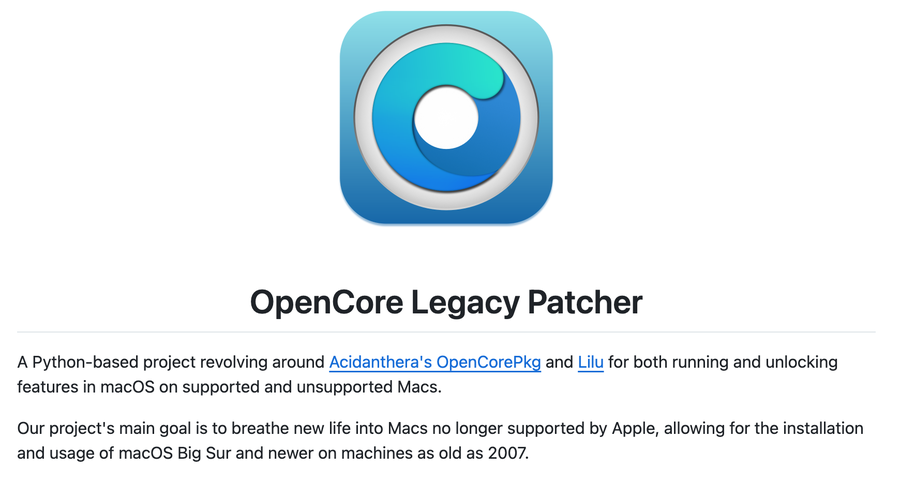 OpenCore Legacy Patcher
A Python-based project revolving around Acidanthera's OpenCorePkg and Lilu for both running and unlocking
features in macOS on supported and unsupported Macs.
Our project's main goal is to breathe new life into Macs no longer supported by Apple, allowing for the installation
and usage of macOS Big Sur and newer on machines as old as 2007.